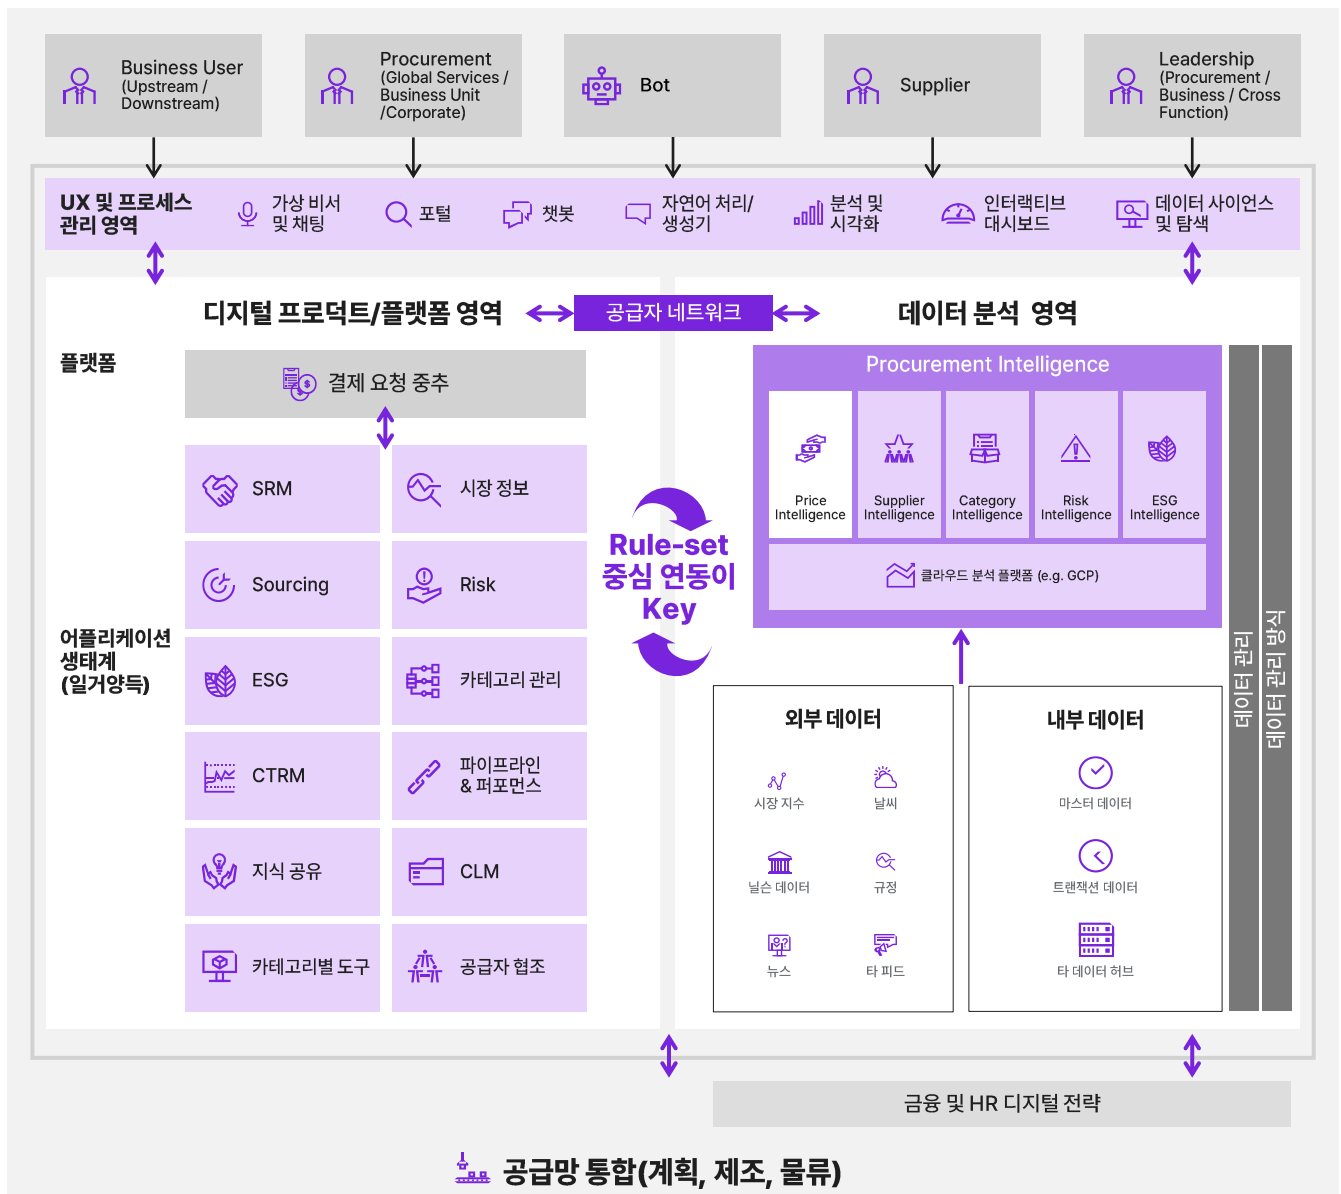 Business User
(Upstream /
Downstream)
Procurement
(Global Services /
Business Unit
/Corporate)
Bot
Supplier
Leadership
(Procurement /
Business / Cross
Function)
UX 및 프로세스
관리 영역
가상 비서
및 채팅
포털
챗봇
자연어 처리/
생성기
분석 및
시각화
인터랙티브
대시보드
데이터 사이언스
및 탐색
디지털 프로덕트/플랫폼 영역
공급자 네트워크
데이터 분석 영역
플랫폼
결제 요청 중추
어플리케이션
생태계
(일거양득)
SRM
시장 정보
Sourcing
Risk
ESG
카테고리 관리
CTRM
파이프라인
& 퍼포먼스
지식 공유
CLM
카테고리별 도구
공급자 협조
Rule-set
중심 연동이
Key
Procurement Intelligence
Price
Intelligence
Supplier
Intelligence
Category
Intelligence
Risk
Intelligence
ESG
Intelligence
클라우드 분석 플랫폼 (e.g. GCP)
외부 데이터
시장 지수
날씨
닐슨 데이터
규정
뉴스
타 피드
내부 데이터
마스터 데이터
트랜잭션 데이터
타 데이터 허브
데이터 관리
데이터 관리 방식
금융 및 HR 디지털 전략
공급망 통합(계획, 제조, 물류)